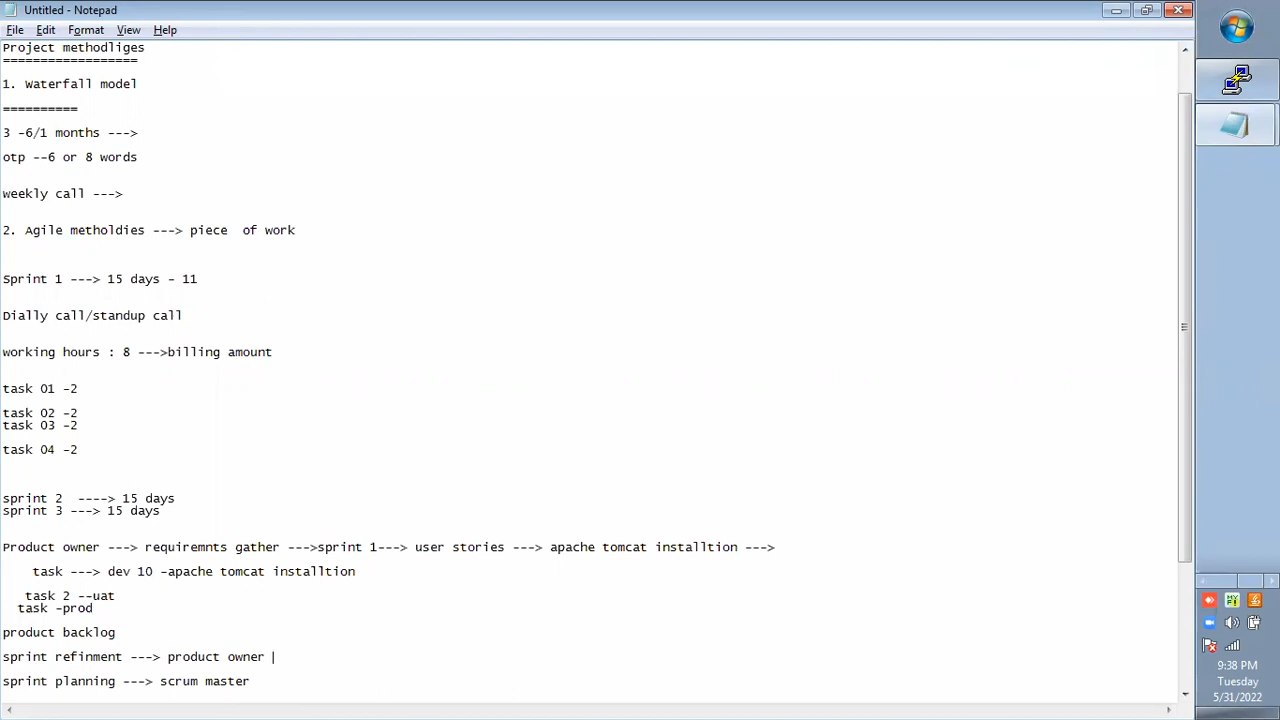 Untitled - Notepad
File Edit Format View Help
Project methodliges
==================
1. Waterfall model
==========
3 -6/1 months --->
otp --6 or 8 words
weekly call --->
2. Agile metholdies ---> piece  of work
Sprint 1 ---> 15 days - 11
Dially call/standup call
working hours : 8 --->billing amount
task 01 -2
task 02 -2
task 03 -2
task 04 -2
sprint 2  ----> 15 days
sprint 3 ---> 15 days
Product owner ---> requiremnts gather --->sprint 1---> user stories ---> apache tomcat installtion --->
task ---> dev 10 -apache tomcat installtion
task 2 --uat
task -prod
product backlog
sprint refinment ---> product owner
sprint planning ---> scrum master
9:38 PM
Tuesday
5/31/2022